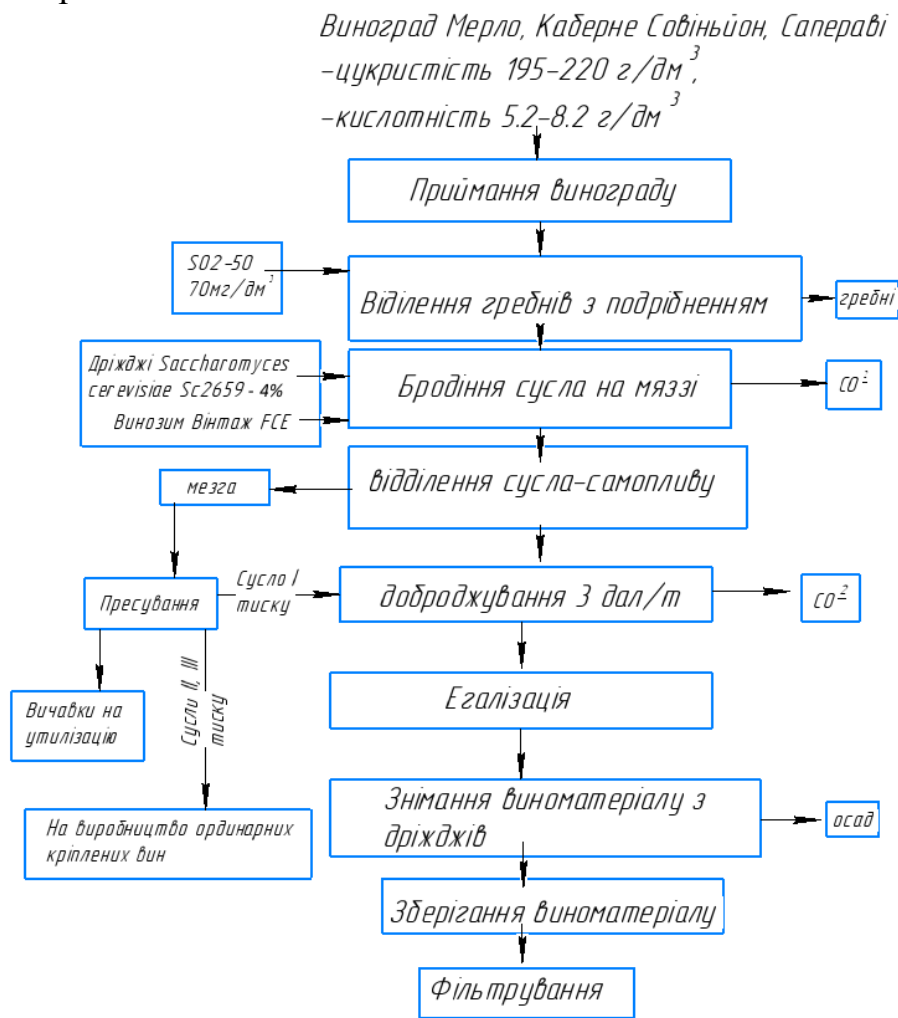 Виноград Мерло, Каберне Совіньйон, Сапераві
-цукристість 195-220 г/дм³,
-кислотність 5.2-8.2 г/дм³
Приймання винограду
SO2-50
70мг/дм³
Віділення гребнів з подрібненням
гребні
Дріжджі Saccharomyces
cerevisiae Sc2659 - 4%
Винозим Вінтаж FCE
Бродіння сусла на мяззі
CO²
відділення сусла-самопливу
мезга
Пресування
Сусло І
тиску
доброджування 3 дал/т
CO²
Вичавки на
утилізацію
Сусли ІІ, ІІІ
тиску
Егалізація
Знімання виноматеріалу з
дріжджів
осад
На виробництво ординарних
кріплених вин
Зберігання виноматеріалу
Фільтрування